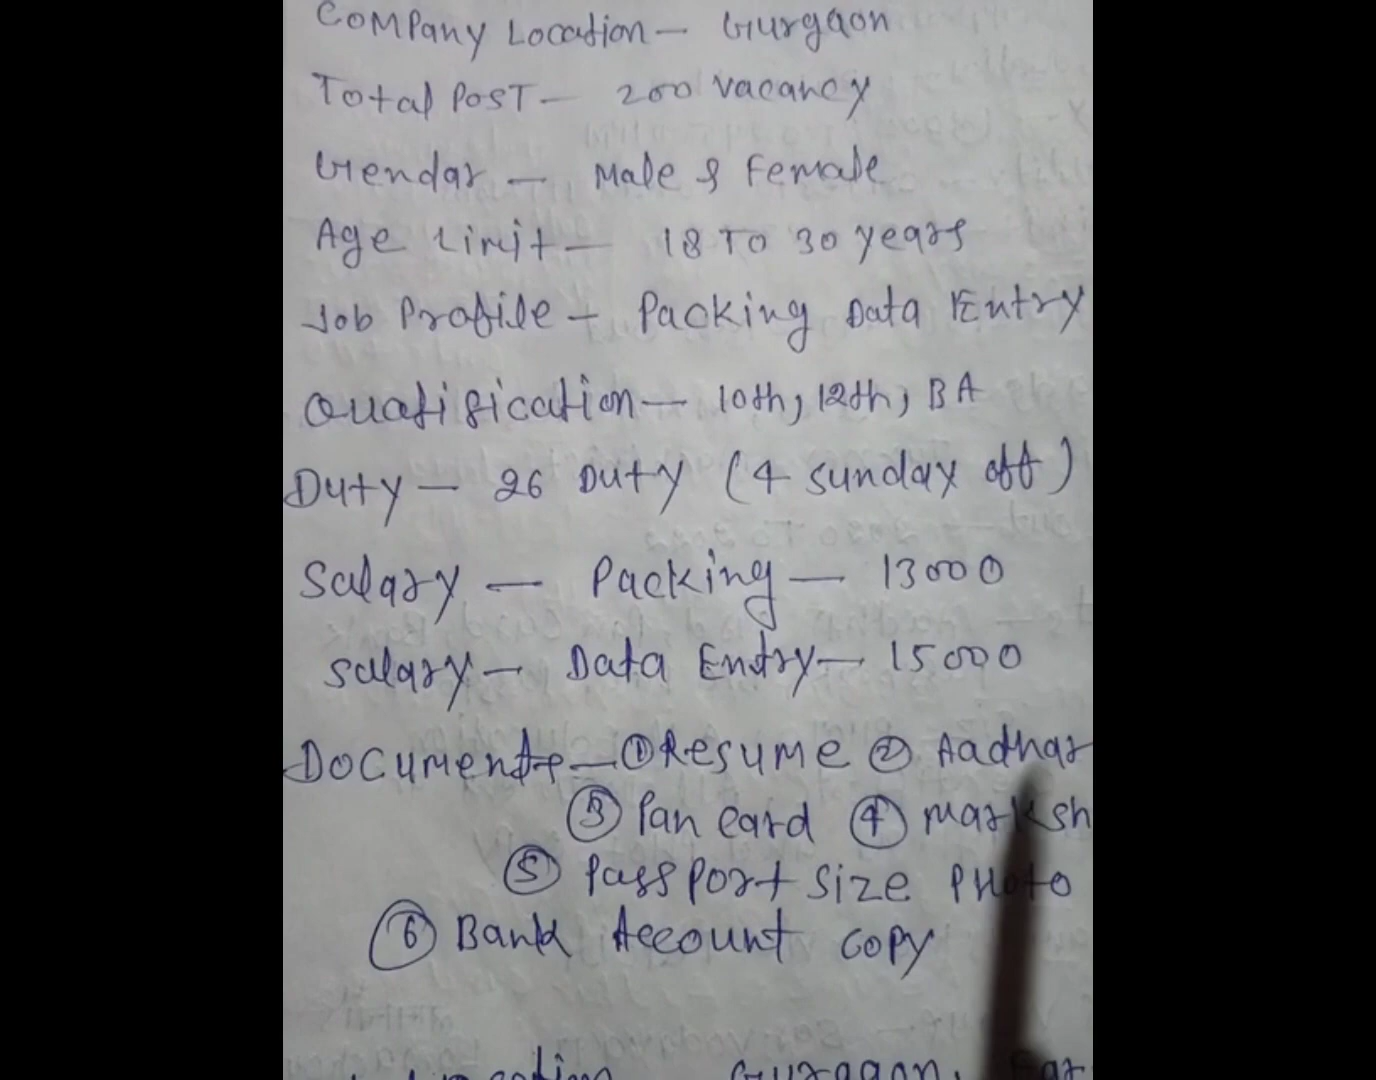 Company Location - Gurgaon
Total Post - 200 vacancy
Gendar - Male & Female
Age Limit - 18 To 30 years
Job Profile - Packing Data Entry
Qualification - 10th, 12th, BA
Duty - 26 Duty (4 sunday off)
Salary - Packing - 13000
salary - Data Entry - 15000
Documents - ① Resume ② Aadhar
③ Pan card ④ marksh
⑤ Passport size Photo
⑥ Bank Account copy
Gurgaon,